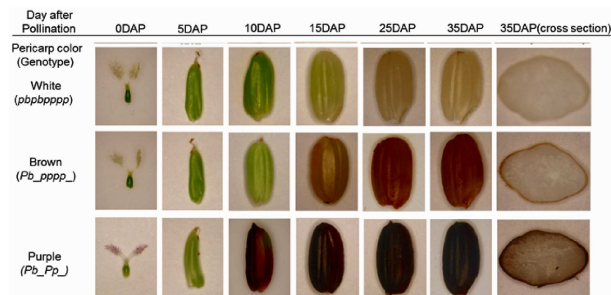 Day after
Pollination
0DAP 5DAP 10DAP 15DAP 25DAP 35DAP 35DAP(cross section)
Pericarp color
(Genotype)
White
(pbpbpppp)
Brown
(Pb_pppp_)
Purple
(Pb_Pp_)